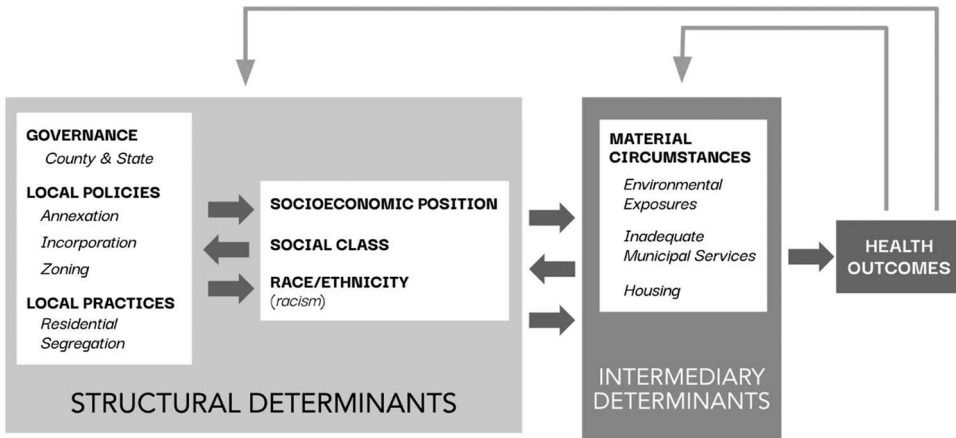 GOVERNANCE
County & State
LOCAL POLICIES
Annexation
Incorporation
Zoning
LOCAL PRACTICES
Residential
Segregation
SOCIOECONOMIC POSITION
SOCIAL CLASS
RACE/ETHNICITY
(racism)
STRUCTURAL DETERMINANTS
MATERIAL
CIRCUMSTANCES
Environmental
Exposures
Inadequate
Municipal Services
Housing
INTERMEDIARY
DETERMINANTS
HEALTH
OUTCOMES